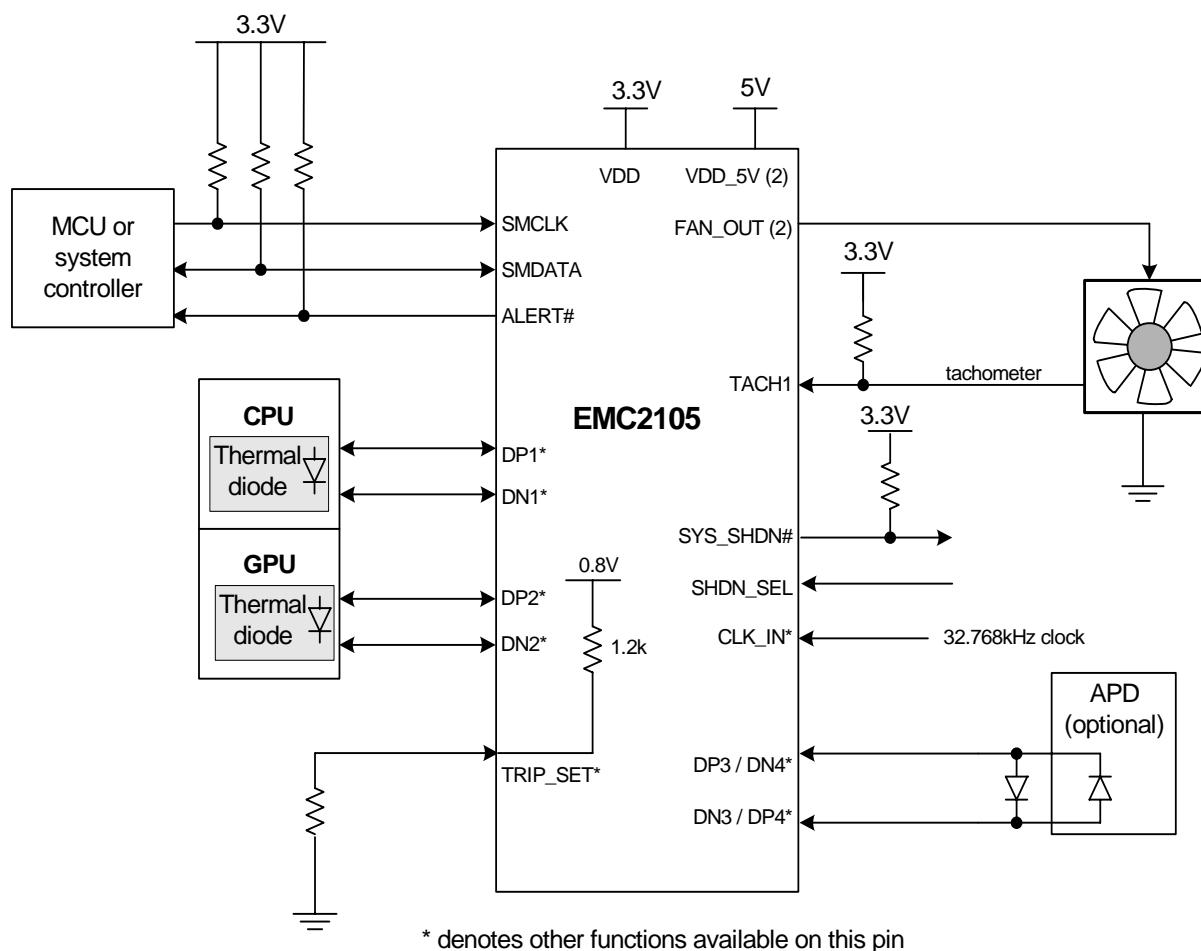 3.3V
3.3V
5V
VDD
VDD_5V (2)
MCU or
system
controller
SMCLK
SMDATA
ALERT#
FAN_OUT (2)
3.3V
TACH1
tachometer
EMC2105
3.3V
CPU
Thermal
diode
DP1*
DN1*
GPU
Thermal
diode
DP2*
DN2*
0.8V
1.2k
TRIP_SET*
SYS_SHDN#
SHDN_SEL
CLK_IN*
32.768kHz clock
APD
(optional)
DP3 / DN4*
DN3 / DP4*
* denotes other functions available on this pin